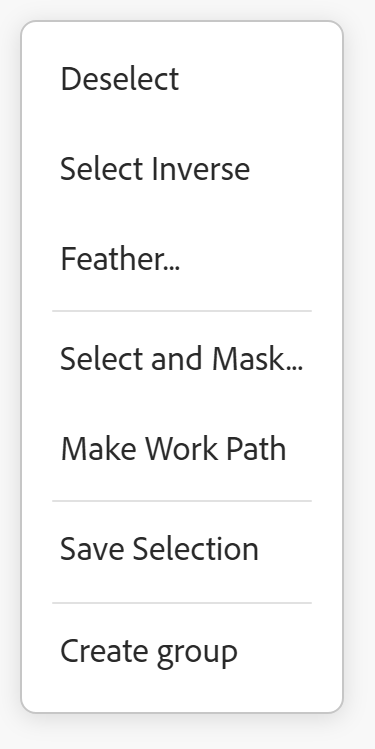 Deselect
Select Inverse
Feather...
Select and Mask...
Make Work Path
Save Selection
Create group